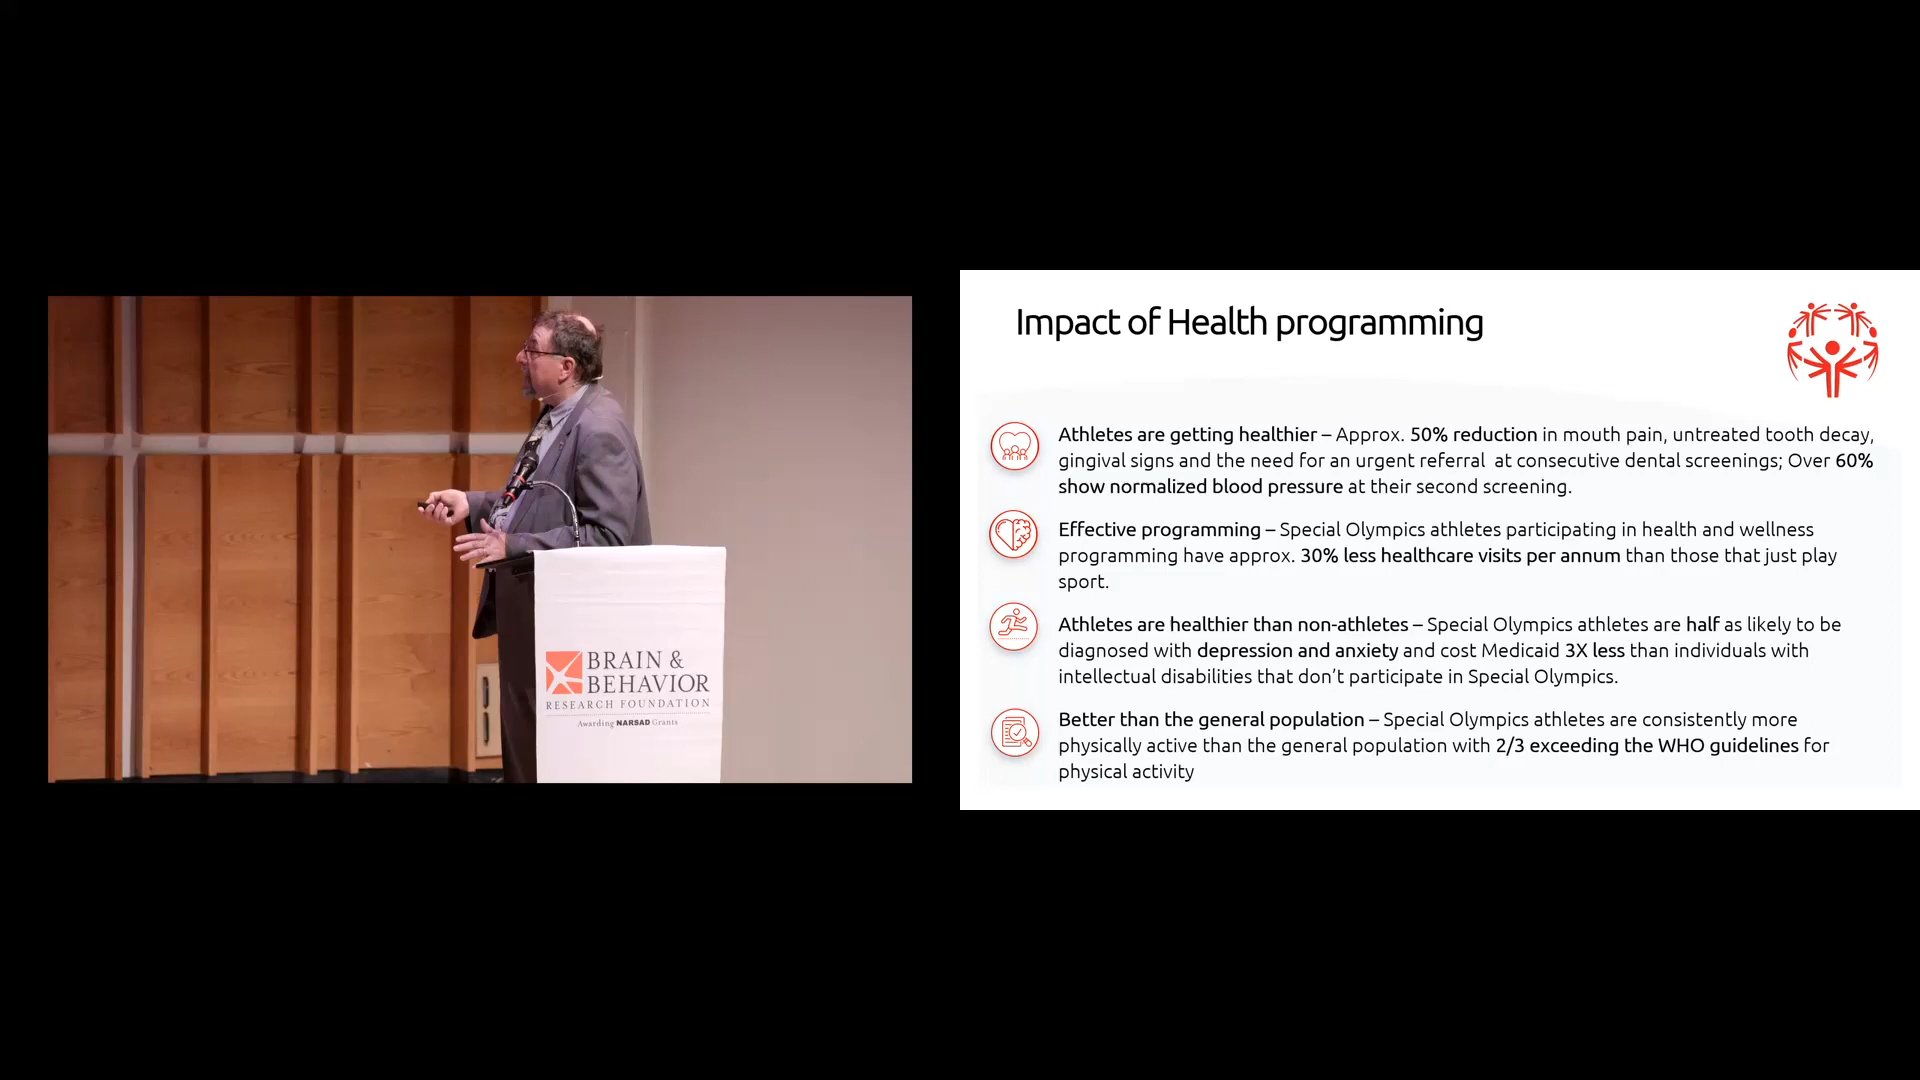 BRAIN &
BEHAVIOR
RESEARCH FOUNDATION
Awarding NARSAD Grants
Impact of Health programming
Athletes are getting healthier – Approx. 50% reduction in mouth pain, untreated tooth decay,
gingival signs and the need for an urgent referral at consecutive dental screenings; Over 60%
show normalized blood pressure at their second screening.
Effective programming – Special Olympics athletes participating in health and wellness
programming have approx. 30% less healthcare visits per annum than those that just play
sport.
Athletes are healthier than non-athletes – Special Olympics athletes are half as likely to be
diagnosed with depression and anxiety and cost Medicaid 3X less than individuals with
intellectual disabilities that don't participate in Special Olympics.
Better than the general population – Special Olympics athletes are consistently more
physically active than the general population with 2/3 exceeding the WHO guidelines for
physical activity